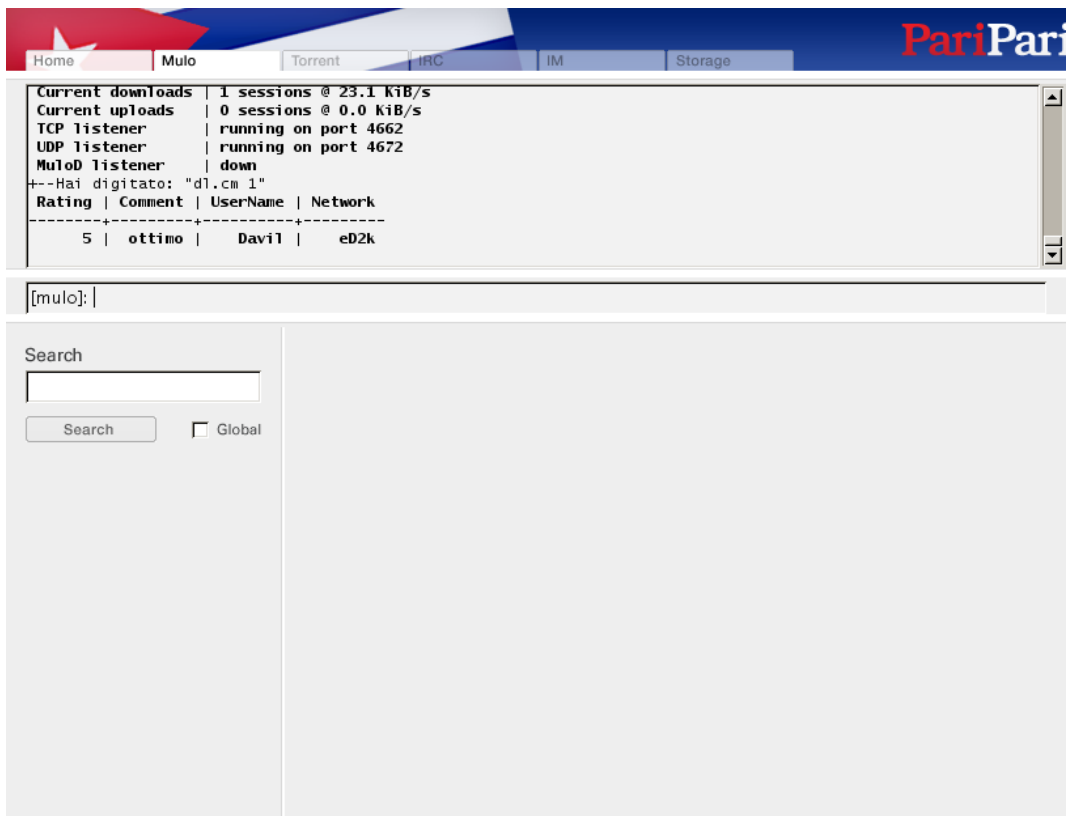 PariPari
Home Mulo Torrent IRC IM Storage
Current downloads | 1 sessions @ 23.1 KiB/s
Current uploads | 0 sessions @ 0.0 KiB/s
TCP listener | running on port 4662
UDP listener | running on port 4672
MuloD listener | down
+--Hai digitato: "dl.cm 1"
Rating | Comment | UserName | Network
--------+---------+----------+---------
5 | ottimo | Davil | eD2k
[mulo]:
Search
Search Global